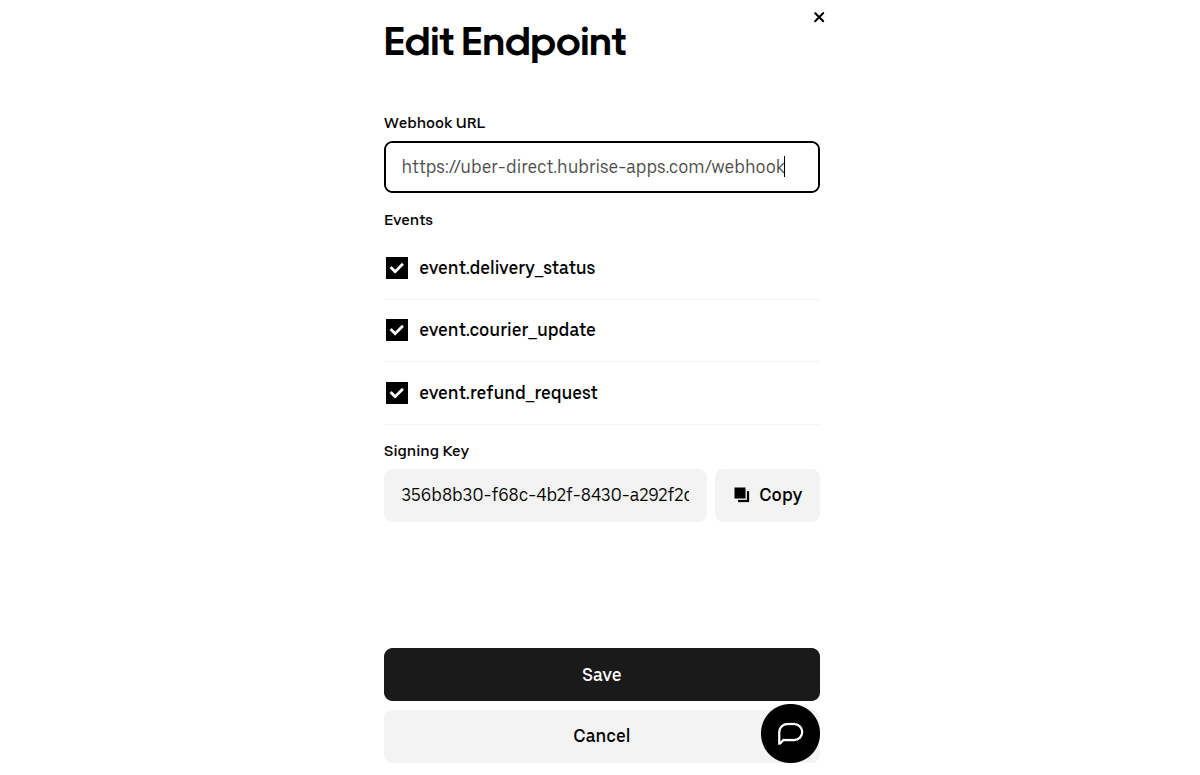 Edit Endpoint
Webhook URL
https://uber-direct.hubrise-apps.com/webhook
Events
event.delivery_status
event.courier_update
event.refund_request
Signing Key
356b8b30-f68c-4b2f-8430-a292f2
Copy
Save
Cancel